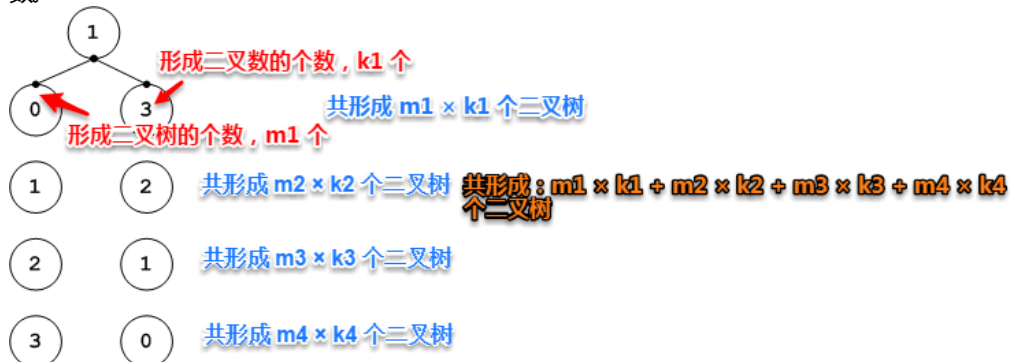 1
形成二叉数的个数，k1 个
0
3
共形成 m1 × k1 个二叉树
形成二叉树的个数，m1 个
1
2
共形成 m2 × k2 个二叉树
共形成：m1 × k1 + m2 × k2 + m3 × k3 + m4 × k4
个二叉树
2
1
共形成 m3 × k3 个二叉树
3
0
共形成 m4 × k4 个二叉树